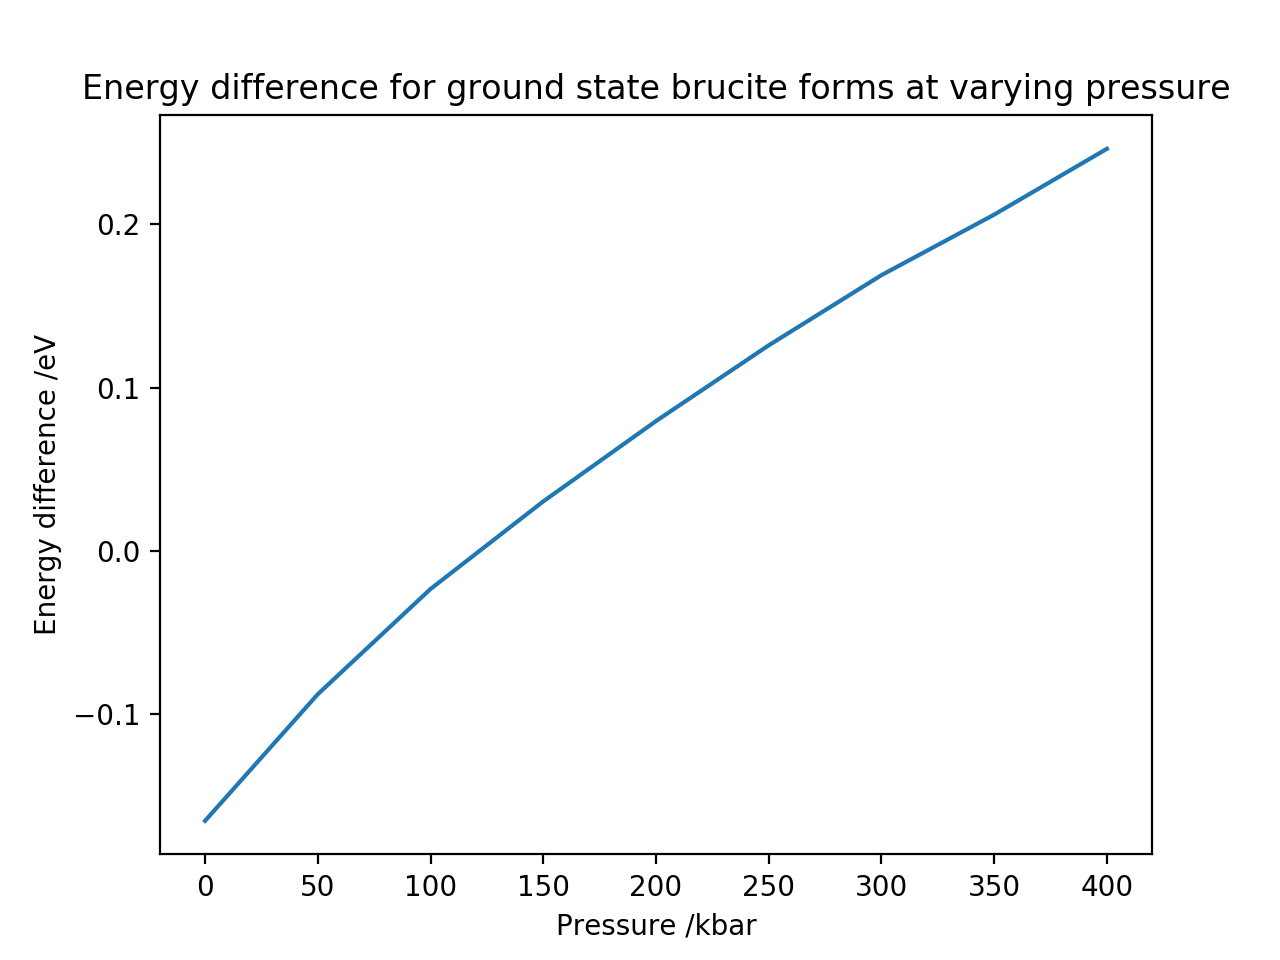 Energy difference for ground state brucite forms at varying pressure
Energy difference /eV
0.2
0.1
0.0
−0.1
0 50 100 150 200 250 300 350 400
Pressure /kbar